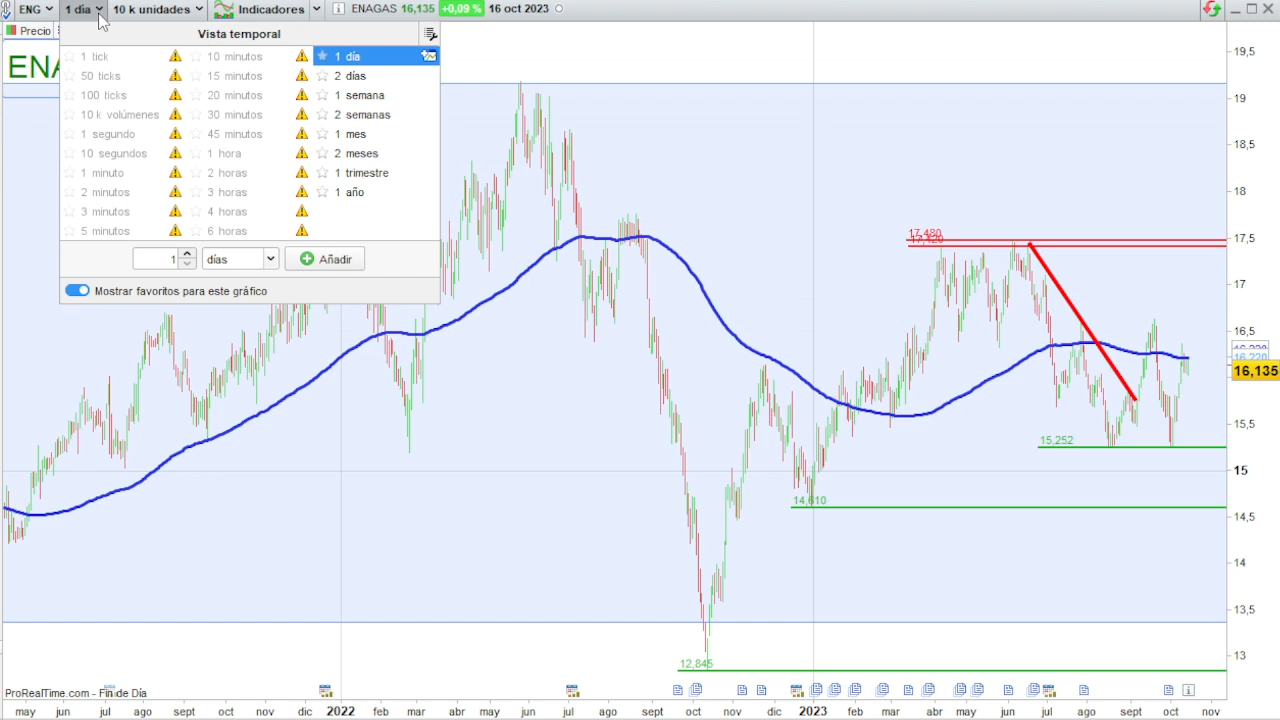 ENG 1 día 10 k unidades Indicadores ENAGAS 16,135 +0,09 % 16 oct 2023
Precio
Vista temporal
ENA
1 tick 10 minutos 1 día
50 ticks 15 minutos 2 días
100 ticks 20 minutos 1 semana
10 k volúmenes 30 minutos 2 semanas
1 segundo 45 minutos 1 mes
10 segundos 1 hora 2 meses
1 minuto 2 horas 1 trimestre
2 minutos 3 horas 1 año
3 minutos 4 horas
5 minutos 6 horas
1 días Añadir
Mostrar favoritos para este gráfico
19,5
19
18,5
18
17,480
17,420
17,5
17
16,5
16,220
16,135
15,5
15,252
15
14,610
14,5
14
13,5
13
12,845
ProRealTime.com - Fin de Día
may jun jul ago sept oct nov dic 2022 feb mar abr may jun jul ago sept oct nov dic 2023 feb mar abr may jun jul ago sept oct nov